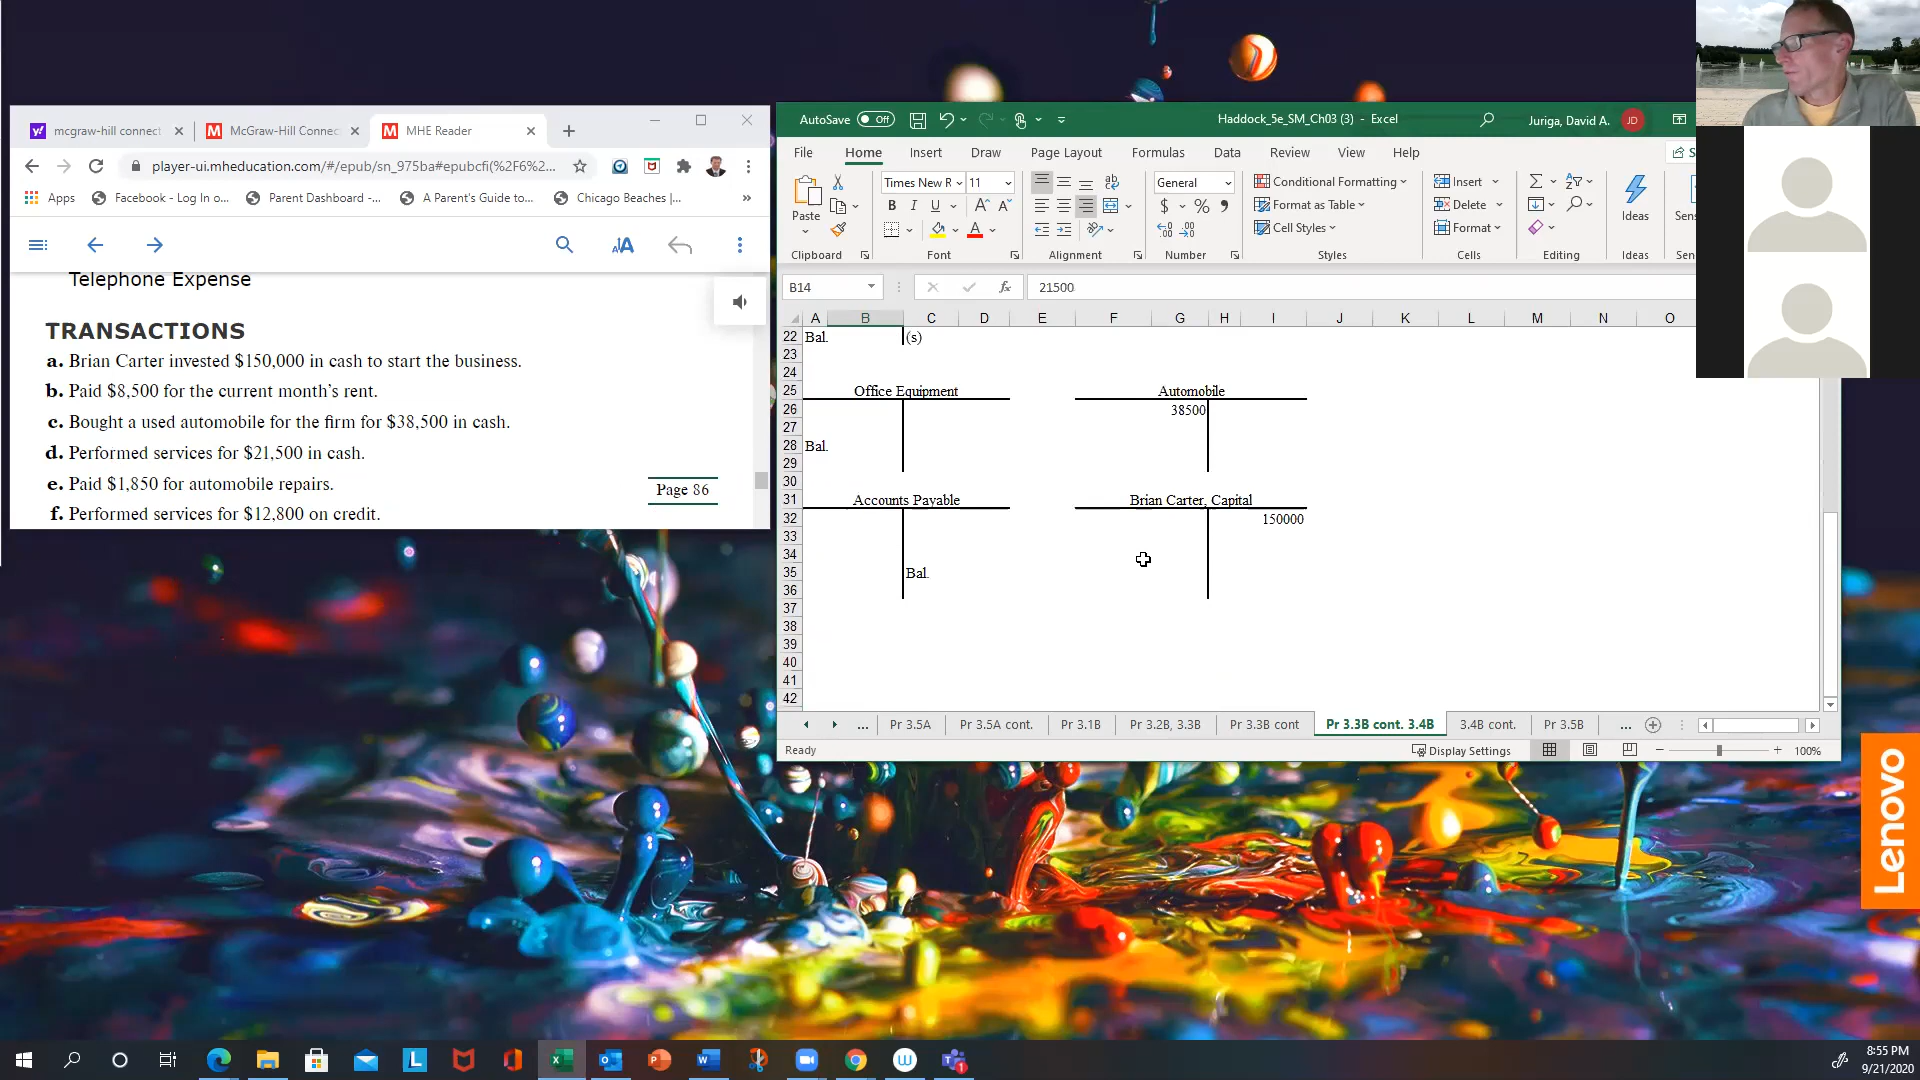 mcgraw-hill connect
McGraw-Hill Connec
MHE Reader
player-ui.mheducation.com/#/epub/sn_975ba#epubcfi(%2F6%2...
Apps
Facebook - Log In o...
Parent Dashboard -...
A Parent's Guide to...
Chicago Beaches |...
»
Telephone Expense
TRANSACTIONS
a. Brian Carter invested $150,000 in cash to start the business.
b. Paid $8,500 for the current month's rent.
c. Bought a used automobile for the firm for $38,500 in cash.
d. Performed services for $21,500 in cash.
e. Paid $1,850 for automobile repairs.
Page 86
f. Performed services for $12,800 on credit.
AutoSave Off
Haddock_5e_SM_Ch03 (3) - Excel
Juriga, David A. JD
File Home Insert Draw Page Layout Formulas Data Review View Help S
Paste
Times New R 11
B I U
General
$ % 9
Conditional Formatting
Format as Table
Cell Styles
Insert
Delete
Format
Ideas
Sens
Clipboard Font Alignment Number Styles Cells Editing Ideas Sen
B14 fx 21500
A B C D E F G H I J K L M N O
22 Bal. (s)
23
24
25 Office Equipment Automobile
26 38500
27
28 Bal.
29
30
31 Accounts Payable Brian Carter, Capital
32 150000
33
34
35 Bal.
36
37
38
39
40
41
42
... Pr 3.5A Pr 3.5A cont. Pr 3.1B Pr 3.2B, 3.3B Pr 3.3B cont Pr 3.3B cont. 3.4B 3.4B cont. Pr 3.5B ...
Ready
Display Settings
100%
Lenovo
8:55 PM
9/21/2020